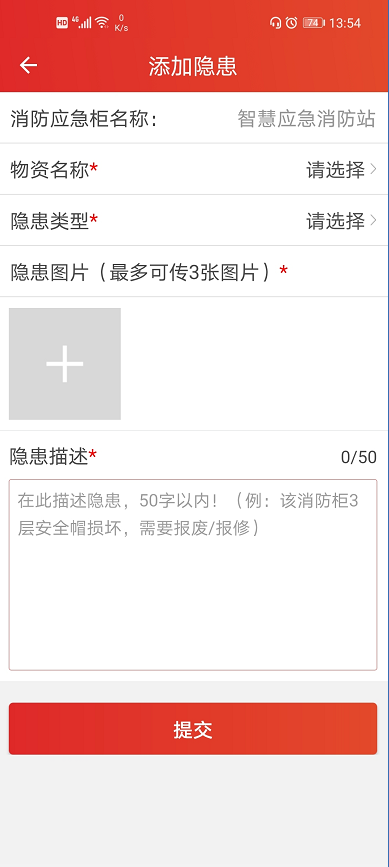 HD 4G 0 K/s 74 13:54
添加隐患
消防应急柜名称： 智慧应急消防站
物资名称* 请选择
隐患类型* 请选择
隐患图片（最多可传3张图片）*
隐患描述* 0/50
在此描述隐患，50字以内！（例：该消防柜3
层安全帽损坏，需要报废/报修）
提交